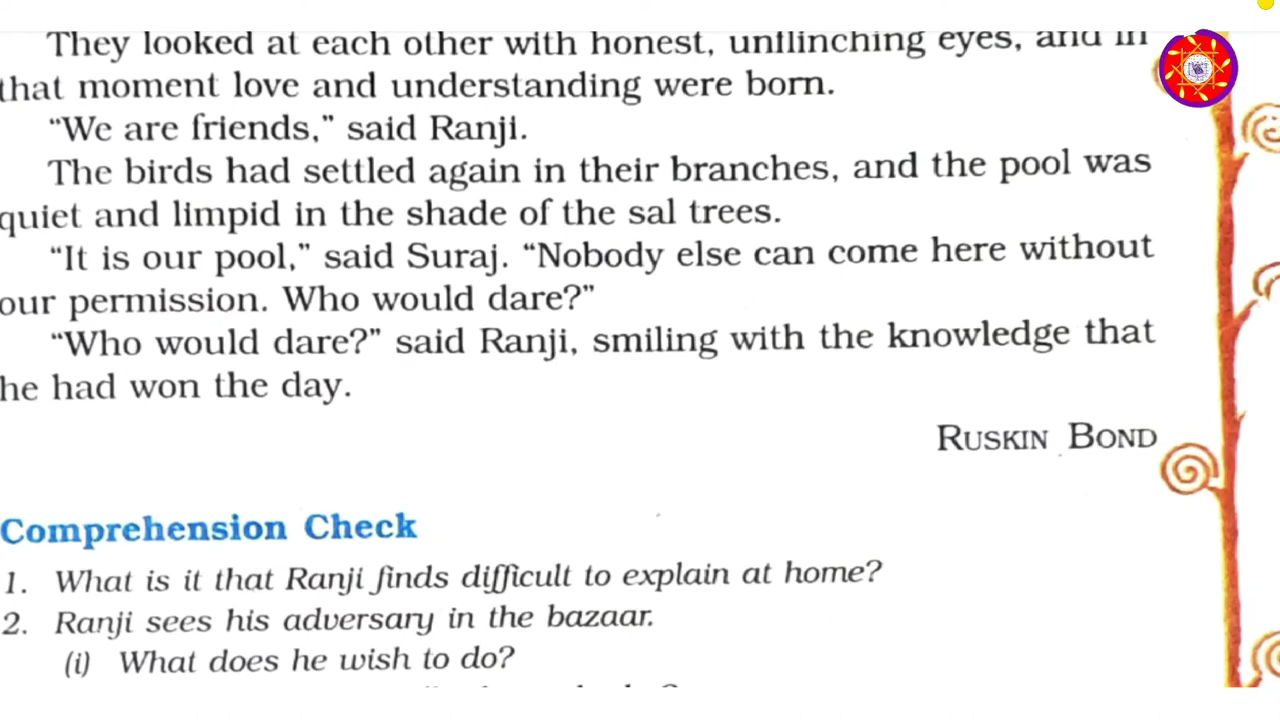 They looked at each other with honest, unflinching eyes, and in
that moment love and understanding were born.
“We are friends,” said Ranji.
The birds had settled again in their branches, and the pool was
quiet and limpid in the shade of the sal trees.
“It is our pool,” said Suraj. “Nobody else can come here without
our permission. Who would dare?”
“Who would dare?” said Ranji, smiling with the knowledge that
he had won the day.
RUSKIN BOND
Comprehension Check
1. What is it that Ranji finds difficult to explain at home?
2. Ranji sees his adversary in the bazaar.
(i) What does he wish to do?